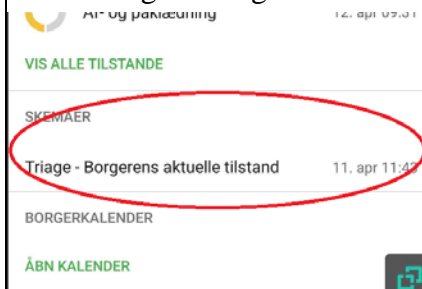 Af- og påklædning 12. apr 09.31
VIS ALLE TILSTANDE
SKEMAER
Triage - Borgerens aktuelle tilstand 11. apr 11:43
BORGERKALENDER
ÅBN KALENDER